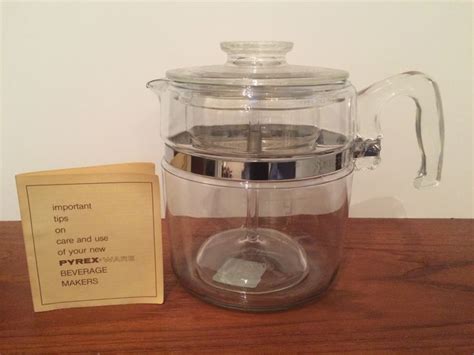 important
tips
on
care and use
of your new
PYREX•WARE
BEVERAGE
MAKERS